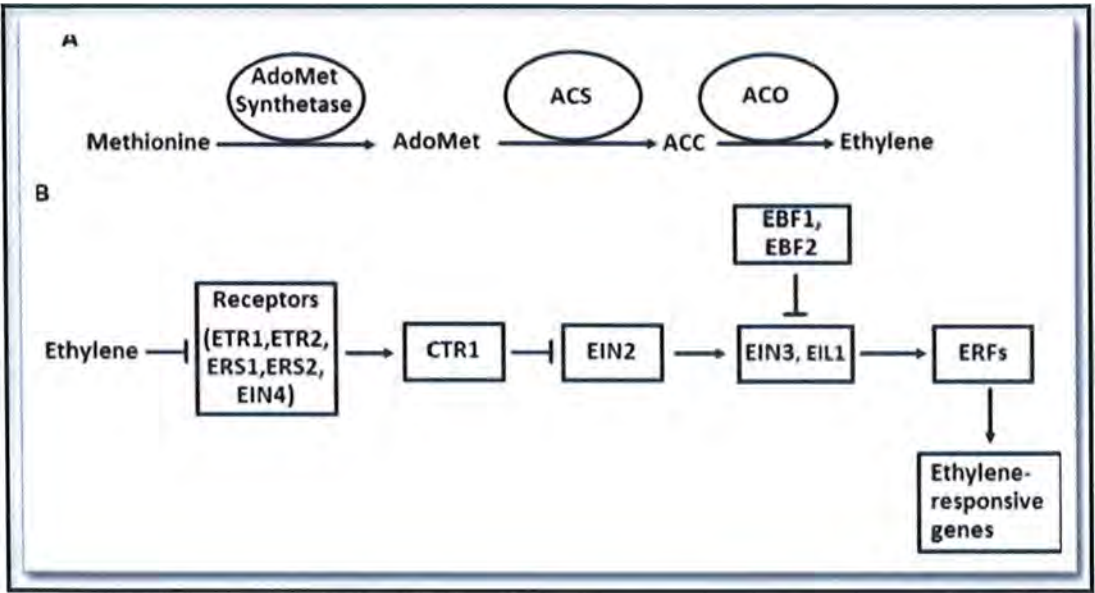 A
AdoMet
Synthetase
ACS
ACO
Methionine
AdoMet
ACC
Ethylene
B
EBF1,
EBF2
Ethylene
Receptors
(ETR1,ETR2,
ERS1,ERS2,
EIN4)
CTR1
EIN2
EIN3, EIL1
ERFs
Ethylene-
responsive
genes